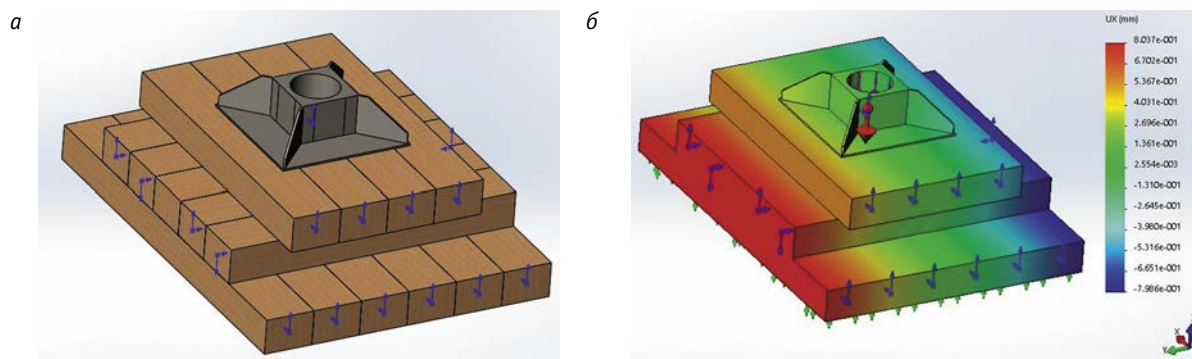 а
б
UX (mm)
8.037e-001
6.702e-001
5.367e-001
4.031e-001
2.696e-001
1.361e-001
2.554e-003
-1.310e-001
-2.645e-001
-3.980e-001
-5.316e-001
-6.651e-001
-7.986e-001
X
Y